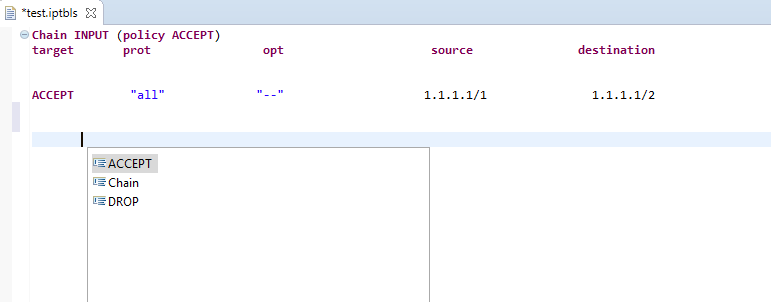 *test.iptbls
Chain INPUT (policy ACCEPT)
target prot opt source destination
ACCEPT "all" "--" 1.1.1.1/1 1.1.1.1/2
ACCEPT
Chain
DROP